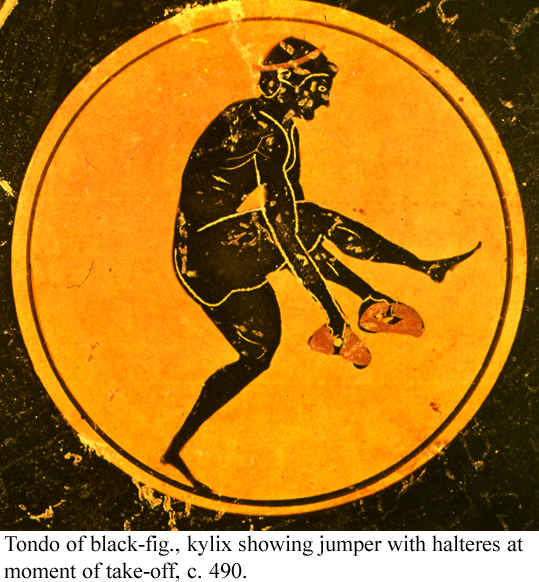 Tondo of black-fig., kylix showing jumper with halteres at
moment of take-off, c. 490.